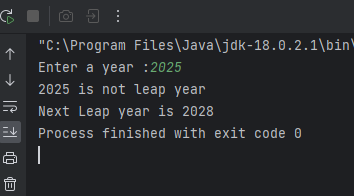 "C:\Program Files\Java\jdk-18.0.2.1\bin\
Enter a year :2025
2025 is not leap year
Next Leap year is 2028
Process finished with exit code 0